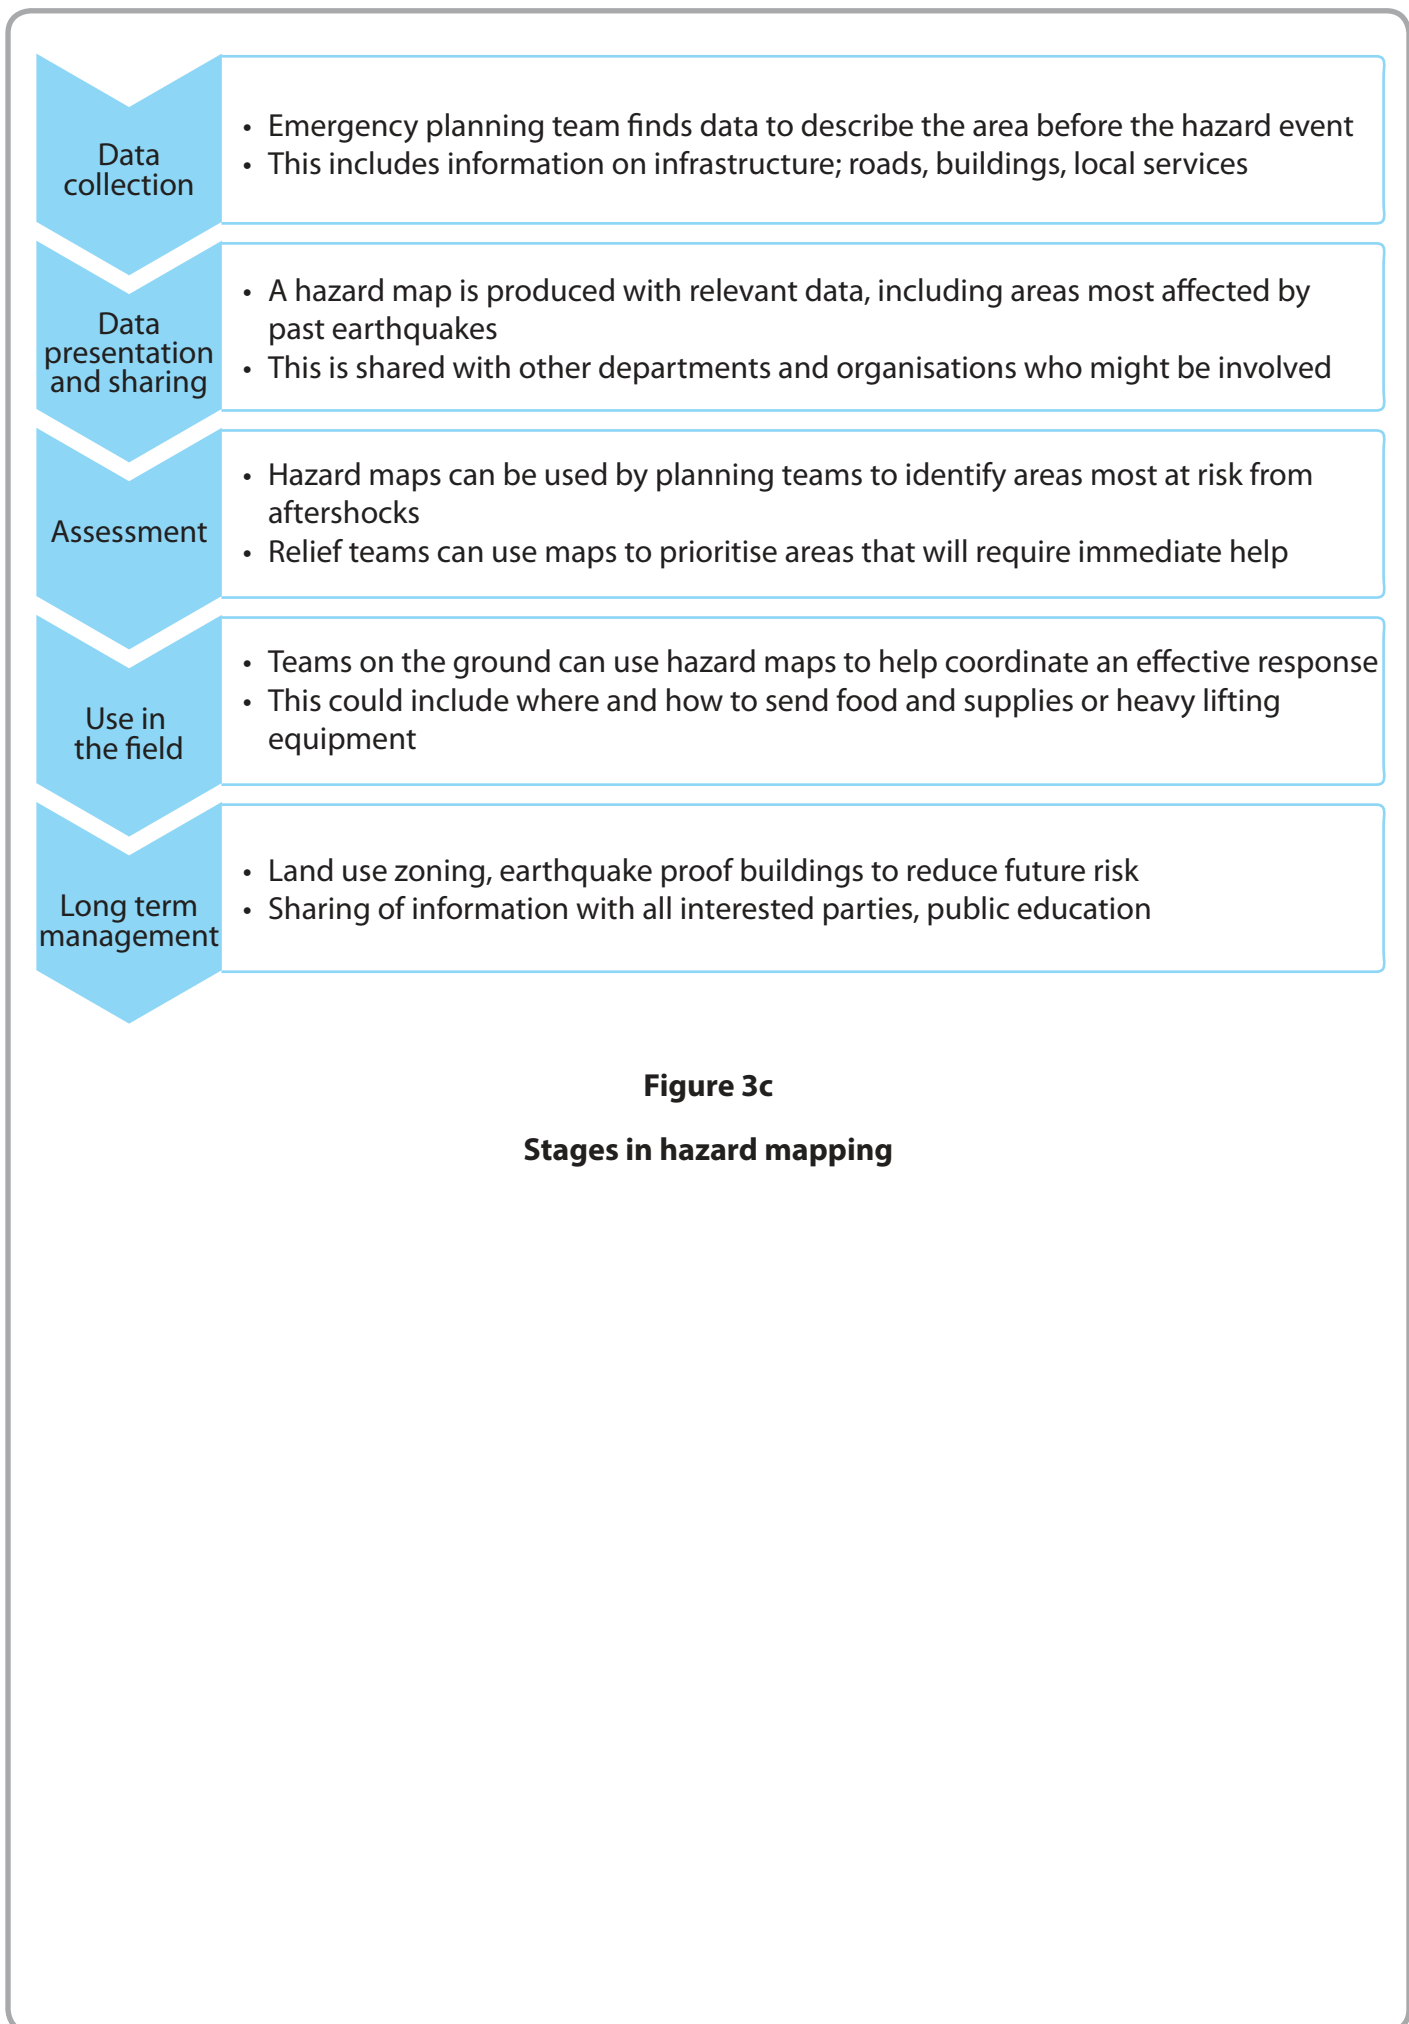 Data
collection
• Emergency planning team finds data to describe the area before the hazard event
• This includes information on infrastructure; roads, buildings, local services
Data
presentation
and sharing
• A hazard map is produced with relevant data, including areas most affected by
past earthquakes
• This is shared with other departments and organisations who might be involved
Assessment
• Hazard maps can be used by planning teams to identify areas most at risk from
aftershocks
• Relief teams can use maps to prioritise areas that will require immediate help
Use in
the field
• Teams on the ground can use hazard maps to help coordinate an effective response
• This could include where and how to send food and supplies or heavy lifting
equipment
Long term
management
• Land use zoning, earthquake proof buildings to reduce future risk
• Sharing of information with all interested parties, public education
Figure 3c
Stages in hazard mapping